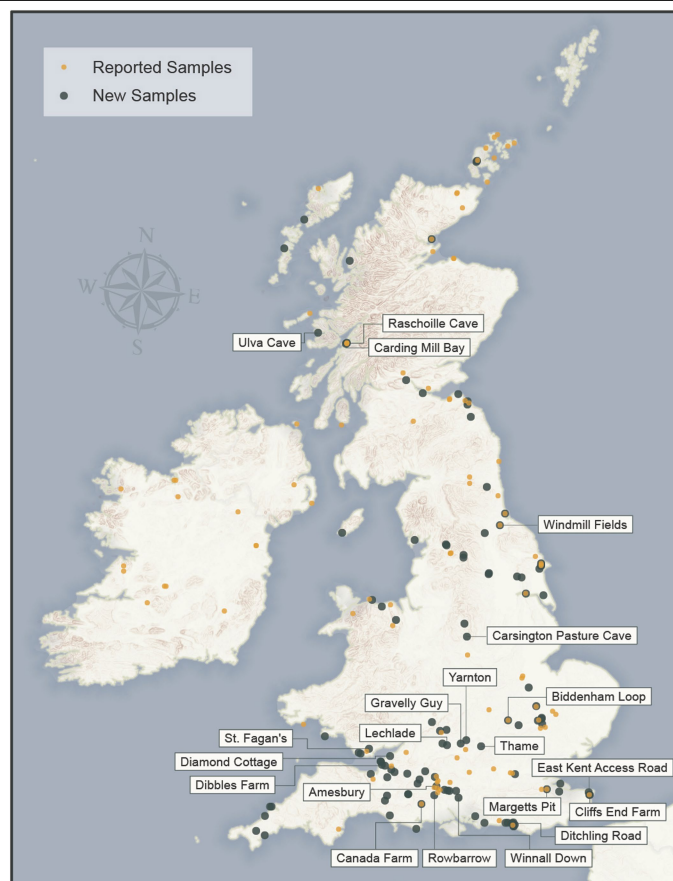 Reported Samples
New Samples
N
W
E
S
Raschoille Cave
Ulva Cave
Carding Mill Bay
Windmill Fields
Carsington Pasture Cave
Yarnton
Biddenham Loop
Gravelly Guy
St. Fagan's
Lechlade
Thame
Diamond Cottage
East Kent Access Road
Dibbles Farm
Amesbury
Margetts Pit
Cliffs End Farm
Ditchling Road
Canada Farm
Rowbarrow
Winnall Down